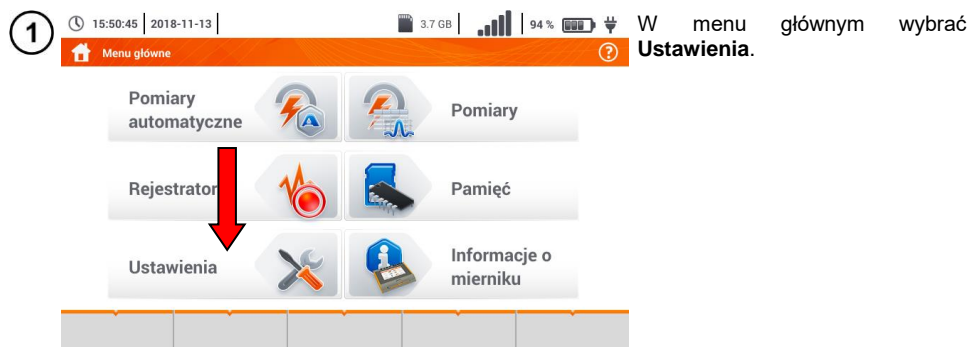 1
15:50:45 2018-11-13 3.7 GB 94 %
Menu główne ?
Pomiary
automatyczne
A
Pomiary
Rejestrator
Pamięć
Ustawienia
Informacje o
mierniku
W menu głównym wybrać
Ustawienia.